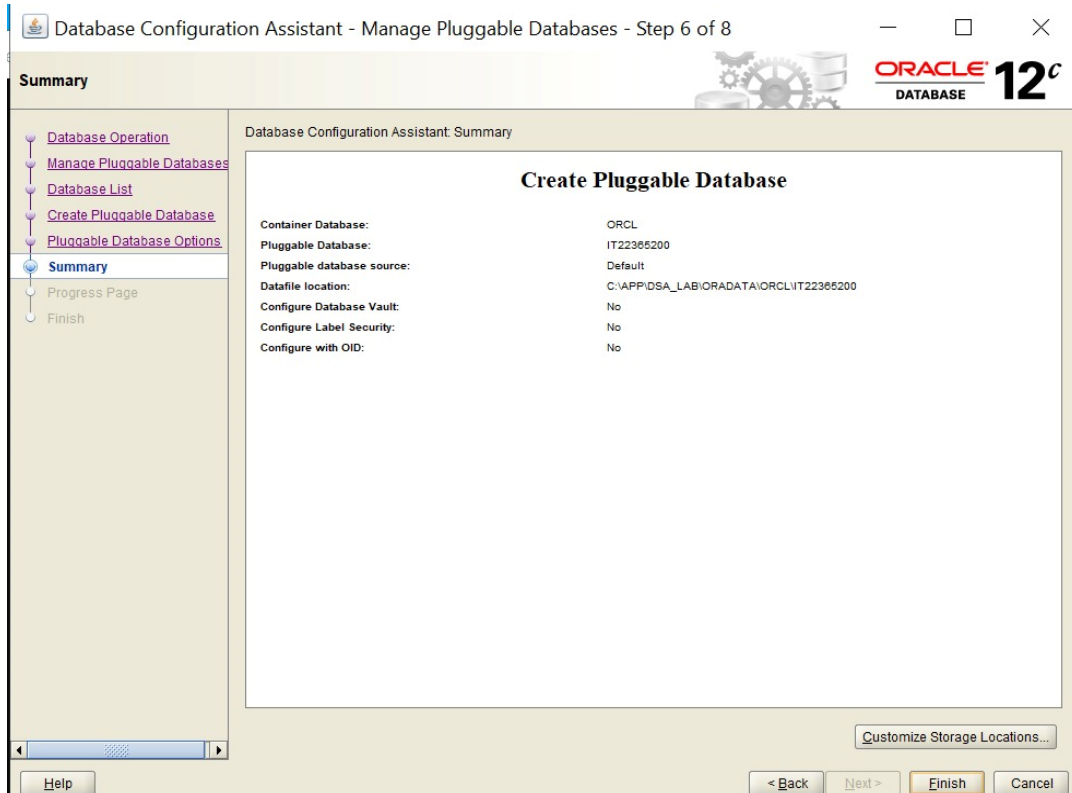 Database Configuration Assistant - Manage Pluggable Databases - Step 6 of 8
Summary
ORACLE
DATABASE
12c
Database Operation
Manage Pluggable Databases
Database List
Create Pluggable Database
Pluggable Database Options
Summary
Progress Page
Finish
Database Configuration Assistant: Summary
Create Pluggable Database
Container Database: ORCL
Pluggable Database: IT22365200
Pluggable database source: Default
Datafile location: C:\APP\DSA_LAB\ORADATA\ORCL\IT22365200
Configure Database Vault: No
Configure Label Security: No
Configure with OID: No
Customize Storage Locations...
Help
< Back
Next >
Finish
Cancel